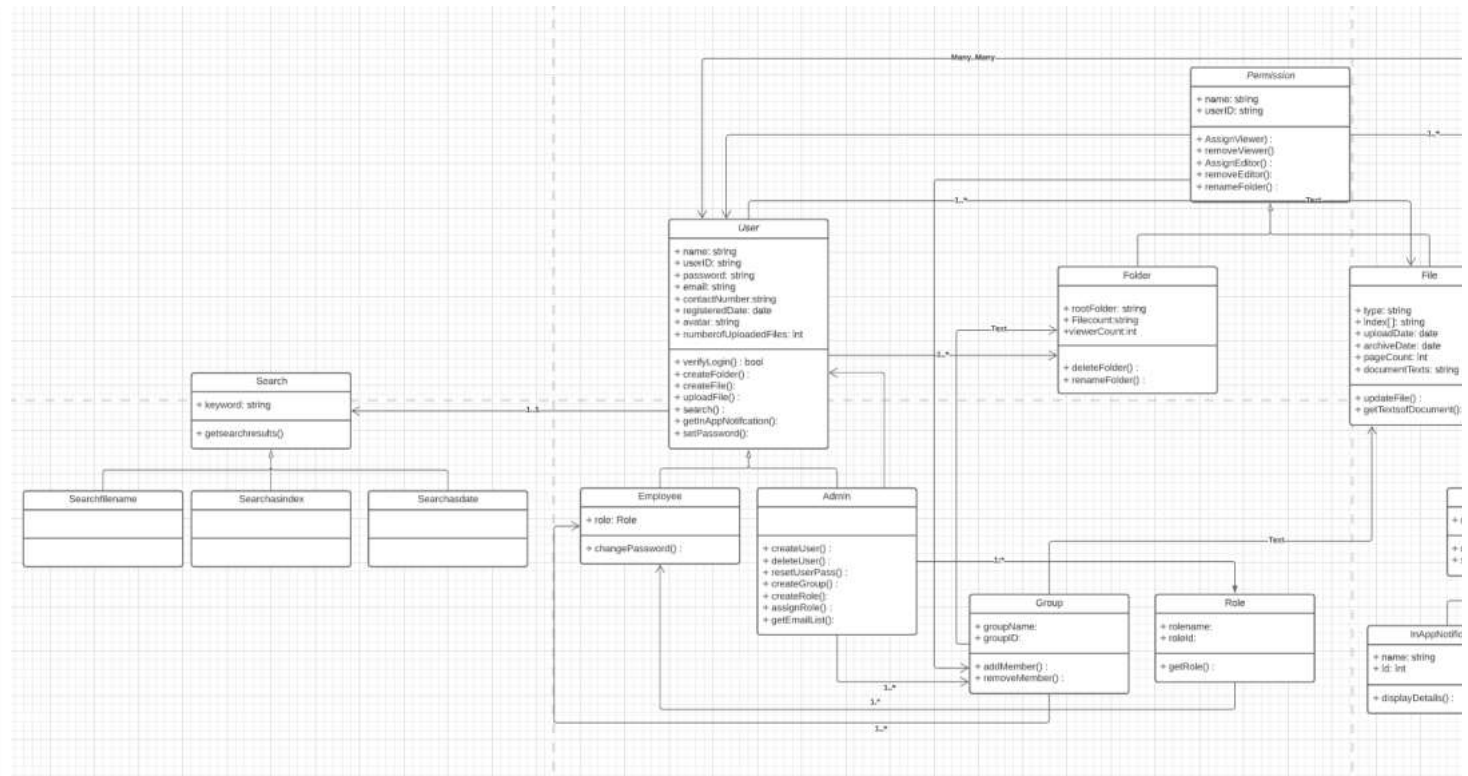 Many..Many
Permission
+ name: string
+ userID: string
+ AssignViewer) :
+ removeViewer()
+ AssignEditor() :
+ removeEditor():
+ renameFolder() :
1..*
1..*
Text
User
+ name: string
+ userID: string
+ password: string
+ email: string
+ contactNumber:string
+ registeredDate: date
+ avatar: string
+ numberofUploadedFiles: int
+ verifyLogin() : bool
+ createFolder() :
+ createFile():
+ uploadFile() :
+ search() :
+ getInAppNotification():
+ setPassword():
Folder
+ rootFolder: string
+ Filecount:string
+viewerCount:int
+ deleteFolder() :
+ renameFolder() :
File
+ type: string
+ index[ ]: string
+ uploadDate: date
+ archiveDate: date
+ pageCount: int
+ documentTexts: string
+ updateFile() :
+ getTextsofDocument():
Text
1..*
Search
+ keyword: string
+ getsearchresults()
1..1
Searchfilename
Searchasindex
Searchasdate
Employee
+ role: Role
+ changePassword() :
Admin
+ createUser() :
+ deleteUser() :
+ resetUserPass() :
+ createGroup() :
+ createRole():
+ assignRole() :
+ getEmailList():
Text
1:*
Group
+ groupName:
+ groupID:
+ addMember() :
+ removeMember() :
Role
+ rolename:
+ roleId:
+ getRole() :
InAppNotific
+ name: string
+ id: int
+ displayDetails() :
1..*
1:*
1..*